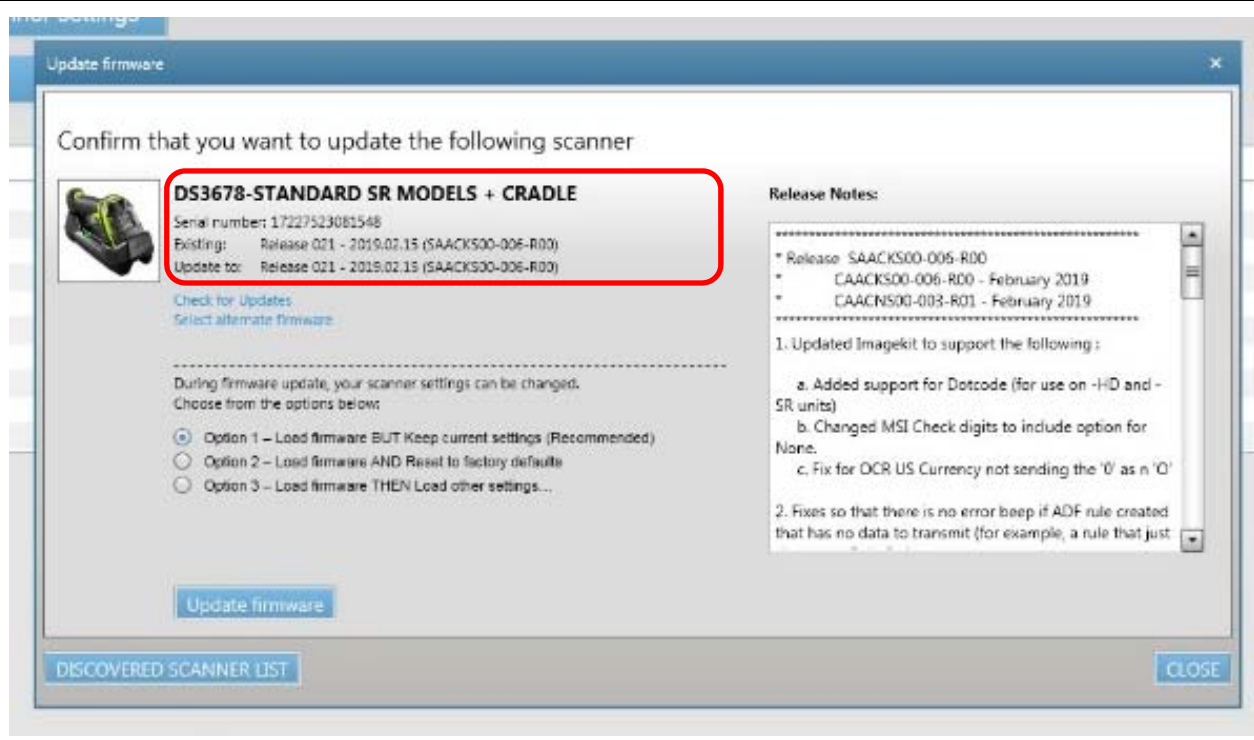 Update firmware
Confirm that you want to update the following scanner
DS3678-STANDARD SR MODELS + CRADLE
Serial number: 17227523081548
Existing: Release 021 - 2019.02.15 (SAACKS00-006-R00)
Update to: Release 021 - 2019.02.15 (SAACKS00-006-R00)
Check for Updates
Select alternate firmware
During firmware update, your scanner settings can be changed.
Choose from the options below:
Option 1 – Load firmware BUT Keep current settings (Recommended)
Option 2 – Load firmware AND Reset to factory defaults
Option 3 – Load firmware THEN Load other settings...
Update firmware
Release Notes:
* Release SAACKS00-006-R00
* CAACKS00-006-R00 - February 2019
* CAACNS00-003-R01 - February 2019
1. Updated Imagekit to support the following :
a. Added support for Dotcode (for use on -HD and -
SR units)
b. Changed MSI Check digits to include option for
None.
c. Fix for OCR US Currency not sending the '0' as n 'O'
2. Fixes so that there is no error beep if ADF rule created
that has no data to transmit (for example, a rule that just
DISCOVERED SCANNER LIST
CLOSE